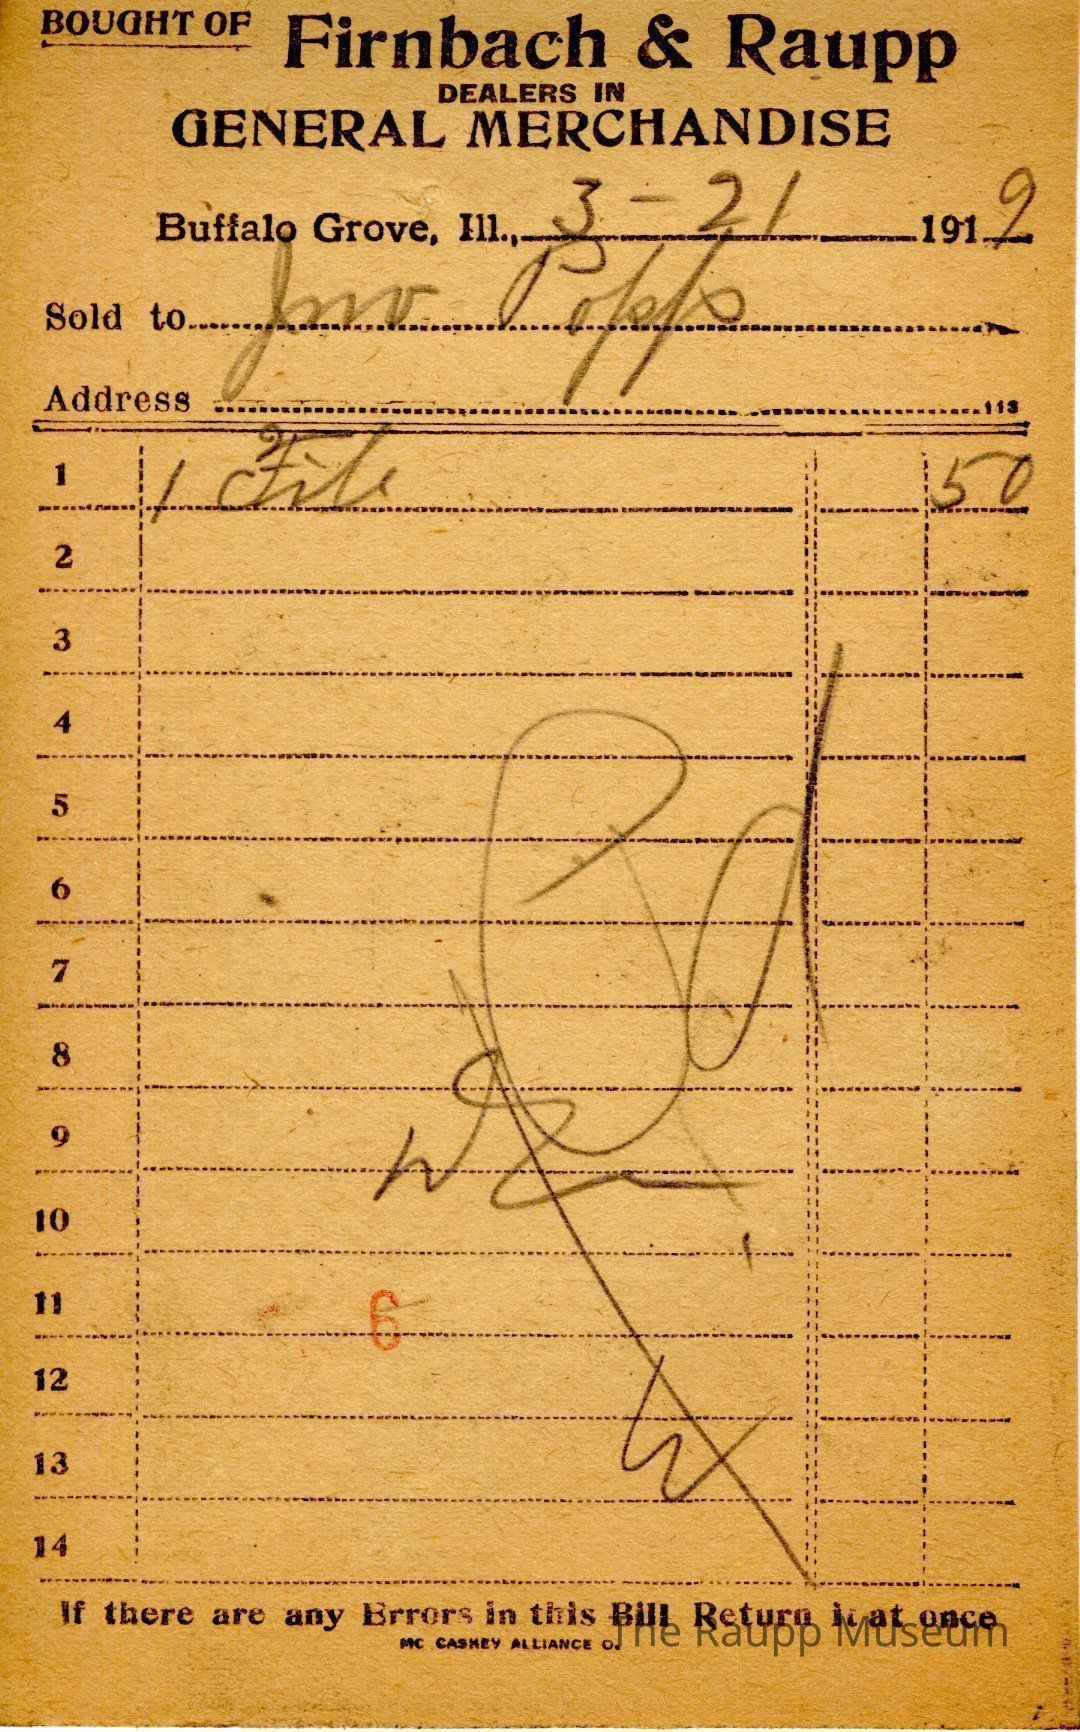 BOUGHT OF Firnbach & Raupp
DEALERS IN
GENERAL MERCHANDISE
Buffalo Grove, Ill., 3-21 1919
Sold to Jno Popps
Address 113
1 1 File 50
2
3
4
5
6
7
8
9
10
11 6
12
13
14
If there are any Errors in this Bill Return it at once
MC CASKEY ALLIANCE O.
The Raupp Museum